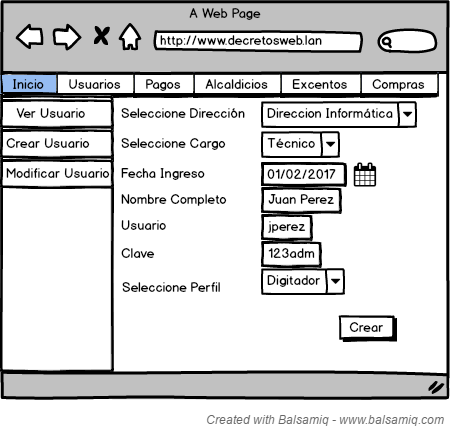 A Web Page
http://www.decretosweb.lan
Inicio Usuarios Pagos Alcaldicios Excentos Compras
Ver Usuario
Crear Usuario
Modificar Usuario
Seleccione Dirección Direccion Informática
Seleccione Cargo Técnico
Fecha Ingreso 01/02/2017
Nombre Completo Juan Perez
Usuario jperez
Clave 123adm
Seleccione Perfil Digitador
Crear
Created with Balsamiq - www.balsamiq.com